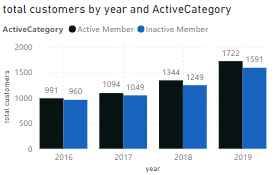 total customers by year and ActiveCategory
ActiveCategory Active Member Inactive Member
total customers
2000
1500
1000
500
0
991 960
1094 1049
1344 1249
1722 1591
2016 2017 2018 2019
year